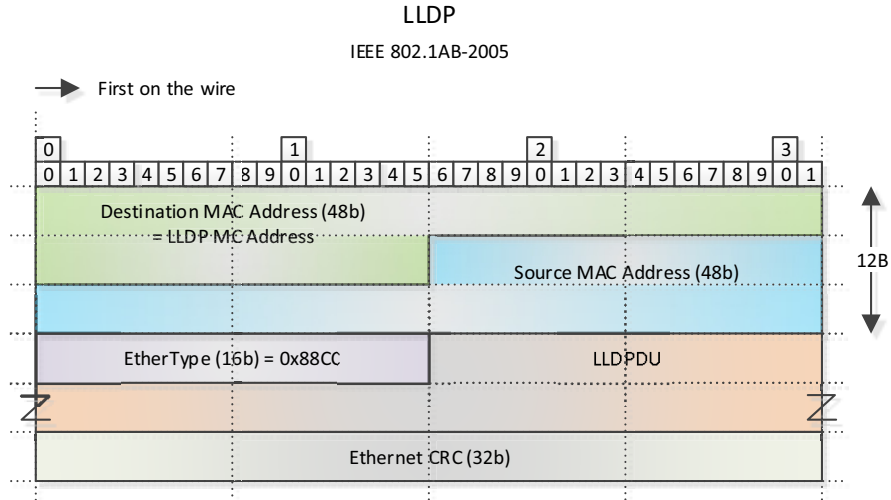 LLDP
IEEE 802.1AB-2005
First on the wire
0 1 2 3
0 1 2 3 4 5 6 7 8 9 0 1 2 3 4 5 6 7 8 9 0 1 2 3 4 5 6 7 8 9 0 1
Destination MAC Address (48b)
= LLDP MC Address
Source MAC Address (48b)
12B
EtherType (16b) = 0x88CC
LLDPDU
Ethernet CRC (32b)